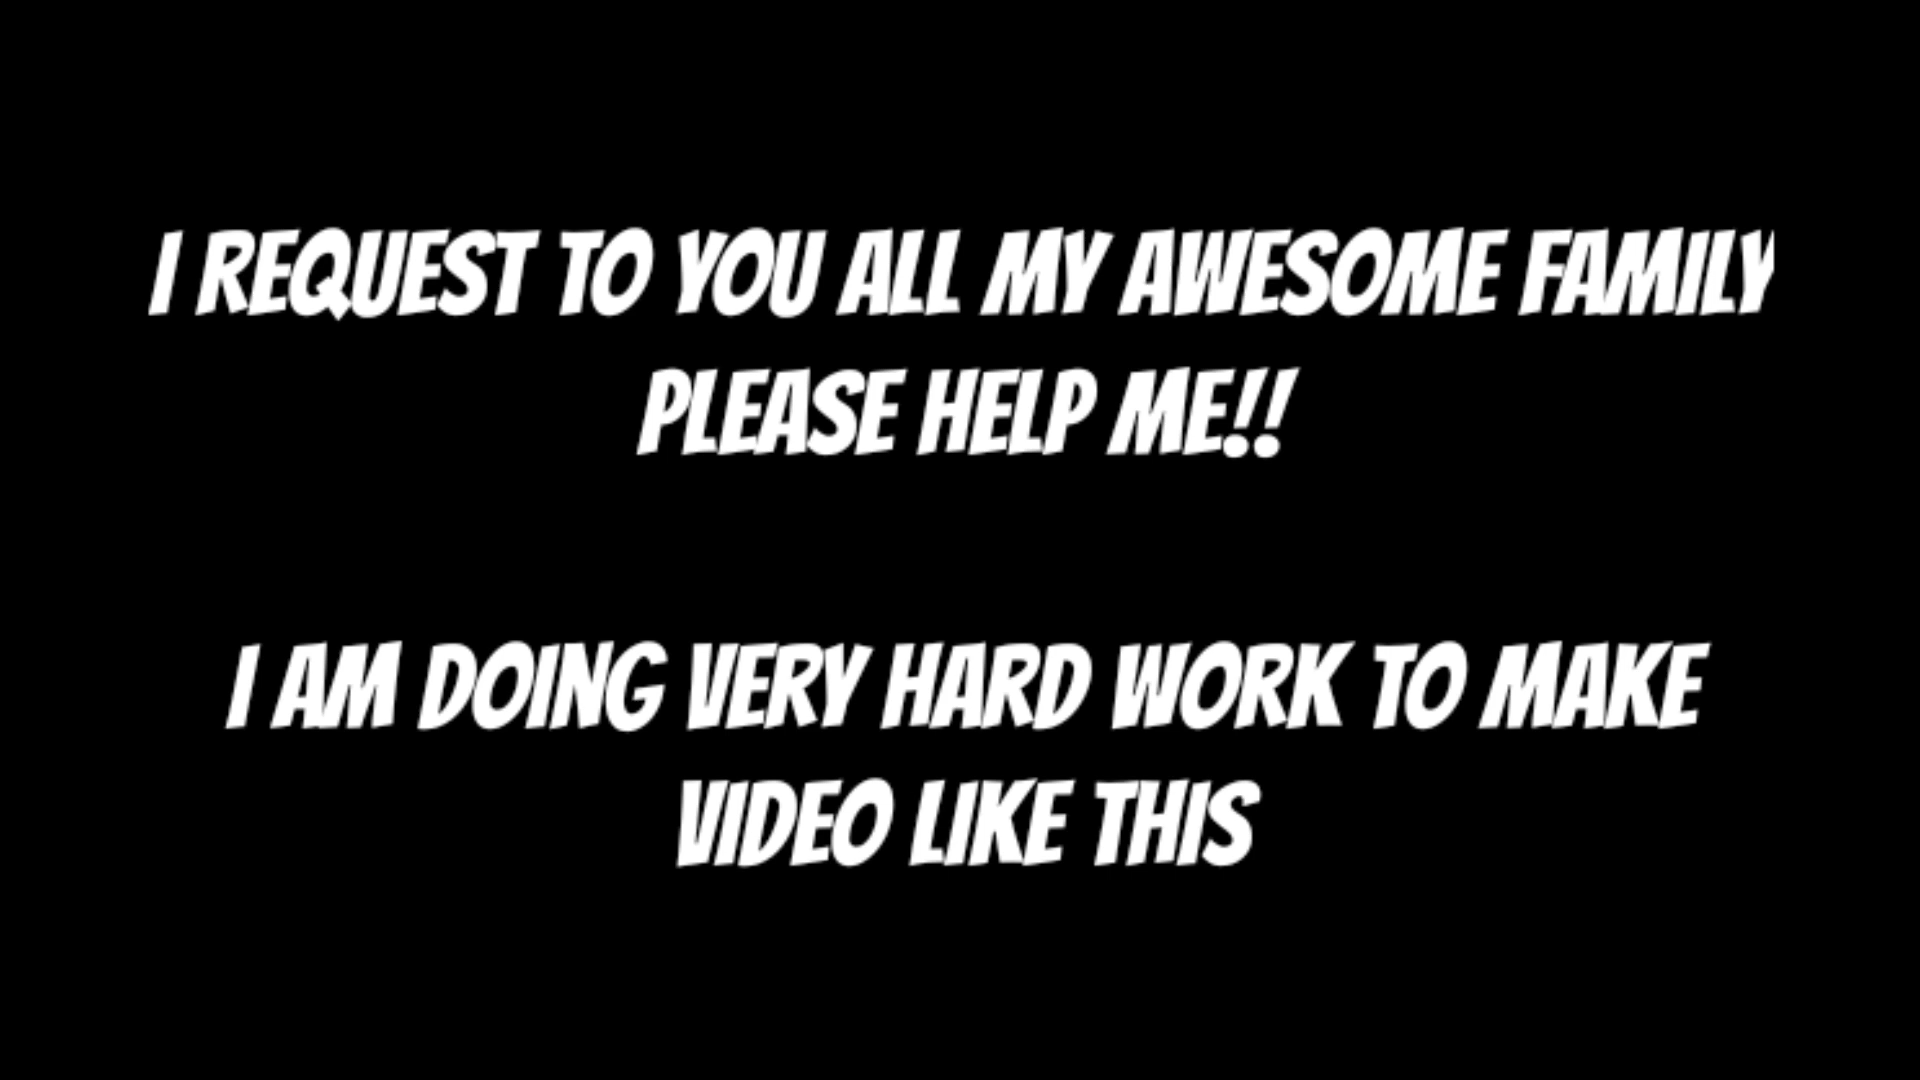 I REQUEST TO YOU ALL MY AWESOME FAMILY
PLEASE HELP ME!!
I AM DOING VERY HARD WORK TO MAKE
VIDEO LIKE THIS